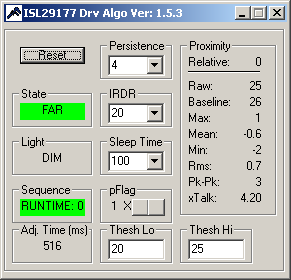 ISL29177 Drv Algo Ver: 1.5.3
Reset
Persistence
4
Proximity
Relative: 0
Raw: 25
Baseline: 26
Max: 1
Mean: -0.6
Min: -2
Rms: 0.7
Pk-Pk: 3
xTalk: 4.20
State
FAR
IRDR
20
Light
DIM
Sleep Time
100
Sequence
RUNTIME: 0
pFlag
1 X
Adj. Time (ms)
516
Thesh Lo
20
Thesh Hi
25